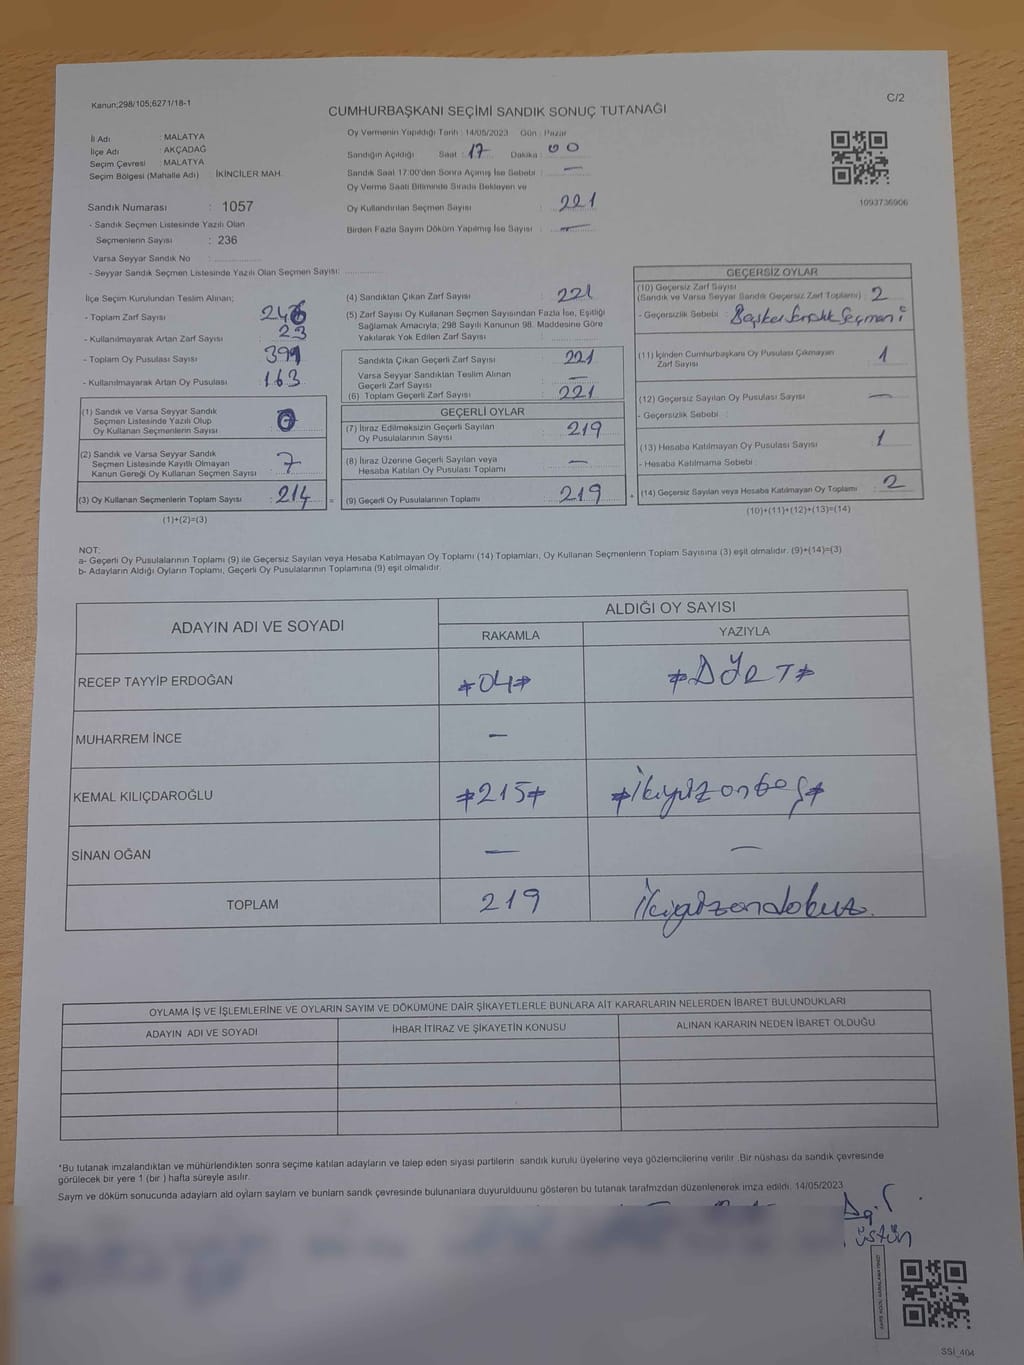 Kanun;298/105;6271/18-1
C/2
CUMHURBAŞKANI SEÇİMİ SANDIK SONUÇ TUTANAĞI
İl Adı : MALATYA
İlçe Adı : AKÇADAĞ
Seçim Çevresi : MALATYA
Seçim Bölgesi (Mahalle Adı) : İKİNCİLER MAH.
Sandık Numarası : 1057
- Sandık Seçmen Listesinde Yazılı Olan
Seçmenlerin Sayısı : 236
Varsa Seyyar Sandık No :
- Seyyar Sandık Seçmen Listesinde Yazılı Olan Seçmen Sayısı:
Oy Vermenin Yapıldığı Tarih : 14/05/2023 Gün : Pazar
Sandığın Açıldığı Saat : 17 Dakika : 00
Sandık Saat 17:00'den Sonra Açımış İse Sebebi : —
Oy Verme Saati Bitiminde Sırada Bekleyen ve
Oy Kullandırılan Seçmen Sayısı : 221
Birden Fazla Sayım Döküm Yapılmış İse Sayısı : —
1093736906
İlçe Seçim Kurulundan Teslim Alınan;
- Toplam Zarf Sayısı
- Kullanılmayarak Artan Zarf Sayısı : 23
- Toplam Oy Pusulası Sayısı
- Kullanılmayarak Artan Oy Pusulası : 163
(1) Sandık ve Varsa Seyyar Sandık
Seçmen Listesinde Yazılı Olup
Oy Kullanan Seçmenlerin Sayısı
(2) Sandık ve Varsa Seyyar Sandık
Seçmen Listesinde Kayıtlı Olmayan
Kanun Gereği Oy Kullanan Seçmen Sayısı : 7
(3) Oy Kullanan Seçmenlerin Toplam Sayısı : 214 =
(1)+(2)=(3)
(4) Sandıktan Çıkan Zarf Sayısı : 221
(5) Zarf Sayısı Oy Kullanan Seçmen Sayısından Fazla İse, Eşitliği
Sağlamak Amacıyla; 298 Sayılı Kanunun 98. Maddesine Göre
Yakılarak Yok Edilen Zarf Sayısı :
Sandıkta Çıkan Geçerli Zarf Sayısı : 221
Varsa Seyyar Sandıktan Teslim Alınan
Geçerli Zarf Sayısı : —
(6) Toplam Geçerli Zarf Sayısı : 221
GEÇERLİ OYLAR
(7) İtiraz Edilmeksizin Geçerli Sayılan
Oy Pusulalarının Sayısı : 219
(8) İtiraz Üzerine Geçerli Sayılan veya
Hesaba Katılan Oy Pusulası Toplamı : —
(9) Geçerli Oy Pusulalarının Toplamı : 219 +
GEÇERSİZ OYLAR
(10) Geçersiz Zarf Sayısı
(Sandık ve Varsa Seyyar Sandık Geçersiz Zarf Toplamı) : 2
- Geçersizlik Sebebi :
(11) İçinden Cumhurbaşkanı Oy Pusulası Çıkmayan
Zarf Sayısı : 1
(12) Geçersiz Sayılan Oy Pusulası Sayısı : —
- Geçersizlik Sebebi :
(13) Hesaba Katılmayan Oy Pusulası Sayısı : 1
- Hesaba Katılmama Sebebi :
(14) Geçersiz Sayılan veya Hesaba Katılmayan Oy Toplamı : 2
(10)+(11)+(12)+(13)=(14)
NOT:
a- Geçerli Oy Pusulalarının Toplamı (9) ile Geçersiz Sayılan veya Hesaba Katılmayan Oy Toplamı (14) Toplamları, Oy Kullanan Seçmenlerin Toplam Sayısına (3) eşit olmalıdır. (9)+(14)=(3)
b- Adayların Aldığı Oyların Toplamı, Geçerli Oy Pusulalarının Toplamına (9) eşit olmalıdır.
ADAYIN ADI VE SOYADI
ALDIĞI OY SAYISI
RAKAMLA YAZIYLA
RECEP TAYYİP ERDOĞAN *04* *DÖRT*
MUHARREM İNCE —
KEMAL KILIÇDAROĞLU *215* *ikiyüzonbeş*
SİNAN OĞAN — —
TOPLAM 219 ikiyüzondokuz.
OYLAMA İŞ VE İŞLEMLERİNE VE OYLARIN SAYIM VE DÖKÜMÜNE DAİR ŞİKAYETLERLE BUNLARA AİT KARARLARIN NELERDEN İBARET BULUNDUKLARI
ADAYIN ADI VE SOYADI İHBAR İTİRAZ VE ŞİKAYETİN KONUSU ALINAN KARARIN NEDEN İBARET OLDUĞU
*Bu tutanak imzalandıktan ve mühürlendikten sonra seçime katılan adayların ve talep eden siyasi partilerin sandık kurulu üyelerine veya gözlemcilerine verilir .Bir nüshası da sandık çevresinde
görülecek bir yere 1 (bir ) hafta süreyle asılır.
Sayım ve döküm sonucunda adayların ald oyların sayların ve bunların sandk çevresinde bulunanlara duyurulduunu gösteren bu tutanak tarafmzdan düzenlenerek imza edildi. 14/05/2023
üstün
SSİ_404